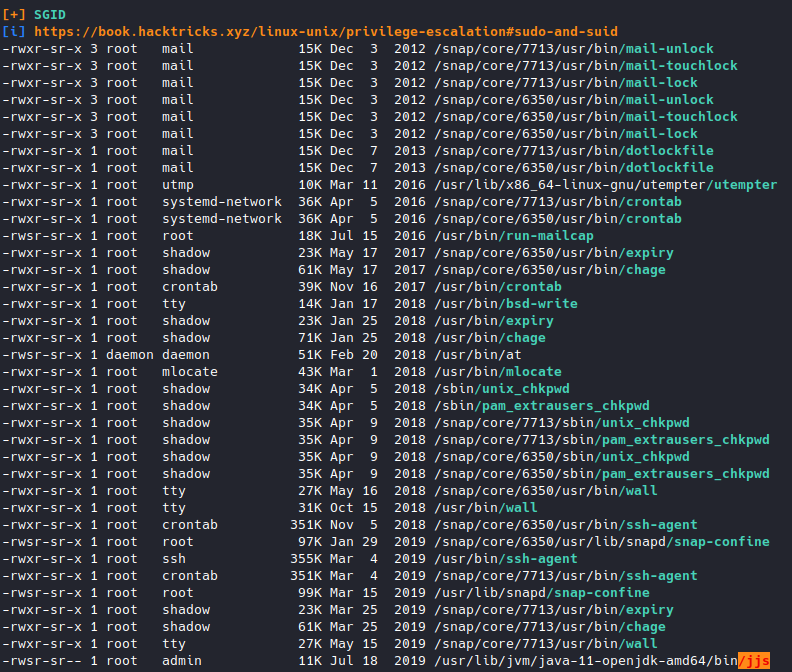 [+] SGID
[i] https://book.hacktricks.xyz/linux-unix/privilege-escalation#sudo-and-suid
-rwxr-sr-x 3 root   mail             15K Dec  3  2012 /snap/core/7713/usr/bin/mail-unlock
-rwxr-sr-x 3 root   mail             15K Dec  3  2012 /snap/core/7713/usr/bin/mail-touchlock
-rwxr-sr-x 3 root   mail             15K Dec  3  2012 /snap/core/7713/usr/bin/mail-lock
-rwxr-sr-x 3 root   mail             15K Dec  3  2012 /snap/core/6350/usr/bin/mail-unlock
-rwxr-sr-x 3 root   mail             15K Dec  3  2012 /snap/core/6350/usr/bin/mail-touchlock
-rwxr-sr-x 3 root   mail             15K Dec  3  2012 /snap/core/6350/usr/bin/mail-lock
-rwxr-sr-x 1 root   mail             15K Dec  7  2013 /snap/core/7713/usr/bin/dotlockfile
-rwxr-sr-x 1 root   mail             15K Dec  7  2013 /snap/core/6350/usr/bin/dotlockfile
-rwxr-sr-x 1 root   utmp             10K Mar 11  2016 /usr/lib/x86_64-linux-gnu/utempter/utempter
-rwxr-sr-x 1 root   systemd-network  36K Apr  5  2016 /snap/core/7713/usr/bin/crontab
-rwxr-sr-x 1 root   systemd-network  36K Apr  5  2016 /snap/core/6350/usr/bin/crontab
-rwsr-sr-x 1 root   root             18K Jul 15  2016 /usr/bin/run-mailcap
-rwxr-sr-x 1 root   shadow           23K May 17  2017 /snap/core/6350/usr/bin/expiry
-rwxr-sr-x 1 root   shadow           61K May 17  2017 /snap/core/6350/usr/bin/chage
-rwxr-sr-x 1 root   crontab          39K Nov 16  2017 /usr/bin/crontab
-rwxr-sr-x 1 root   tty              14K Jan 17  2018 /usr/bin/bsd-write
-rwxr-sr-x 1 root   shadow           23K Jan 25  2018 /usr/bin/expiry
-rwxr-sr-x 1 root   shadow           71K Jan 25  2018 /usr/bin/chage
-rwsr-sr-x 1 daemon daemon           51K Feb 20  2018 /usr/bin/at
-rwxr-sr-x 1 root   mlocate          43K Mar  1  2018 /usr/bin/mlocate
-rwxr-sr-x 1 root   shadow           34K Apr  5  2018 /sbin/unix_chkpwd
-rwxr-sr-x 1 root   shadow           34K Apr  5  2018 /sbin/pam_extrausers_chkpwd
-rwxr-sr-x 1 root   shadow           35K Apr  9  2018 /snap/core/7713/sbin/unix_chkpwd
-rwxr-sr-x 1 root   shadow           35K Apr  9  2018 /snap/core/7713/sbin/pam_extrausers_chkpwd
-rwxr-sr-x 1 root   shadow           35K Apr  9  2018 /snap/core/6350/sbin/unix_chkpwd
-rwxr-sr-x 1 root   shadow           35K Apr  9  2018 /snap/core/6350/sbin/pam_extrausers_chkpwd
-rwxr-sr-x 1 root   tty              27K May 16  2018 /snap/core/6350/usr/bin/wall
-rwxr-sr-x 1 root   tty              31K Oct 15  2018 /usr/bin/wall
-rwxr-sr-x 1 root   crontab         351K Nov  5  2018 /snap/core/6350/usr/bin/ssh-agent
-rwsr-sr-x 1 root   root             97K Jan 29  2019 /snap/core/6350/usr/lib/snapd/snap-confine
-rwxr-sr-x 1 root   ssh             355K Mar  4  2019 /usr/bin/ssh-agent
-rwxr-sr-x 1 root   crontab         351K Mar  4  2019 /snap/core/7713/usr/bin/ssh-agent
-rwsr-sr-x 1 root   root             99K Mar 15  2019 /usr/lib/snapd/snap-confine
-rwxr-sr-x 1 root   shadow           23K Mar 25  2019 /snap/core/7713/usr/bin/expiry
-rwxr-sr-x 1 root   shadow           61K Mar 25  2019 /snap/core/7713/usr/bin/chage
-rwxr-sr-x 1 root   tty              27K May 15  2019 /snap/core/7713/usr/bin/wall
-rwsr-sr-- 1 root   admin            11K Jul 18  2019 /usr/lib/jvm/java-11-openjdk-amd64/bin/jjs